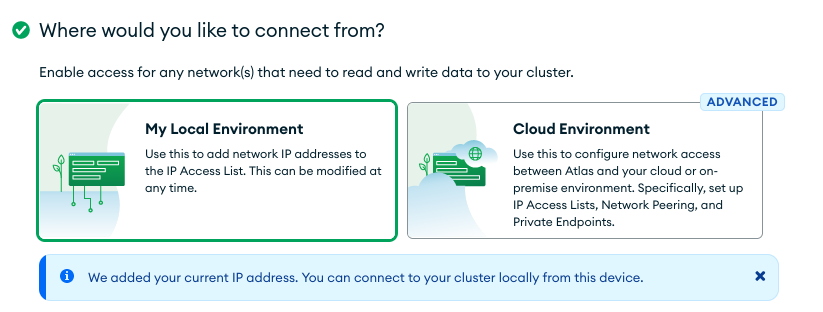 Where would you like to connect from?
Enable access for any network(s) that need to read and write data to your cluster.
My Local Environment
Use this to add network IP addresses to
the IP Access List. This can be modified at
any time.
ADVANCED
Cloud Environment
Use this to configure network access
between Atlas and your cloud or on-
premise environment. Specifically, set up
IP Access Lists, Network Peering, and
Private Endpoints.
We added your current IP address. You can connect to your cluster locally from this device.